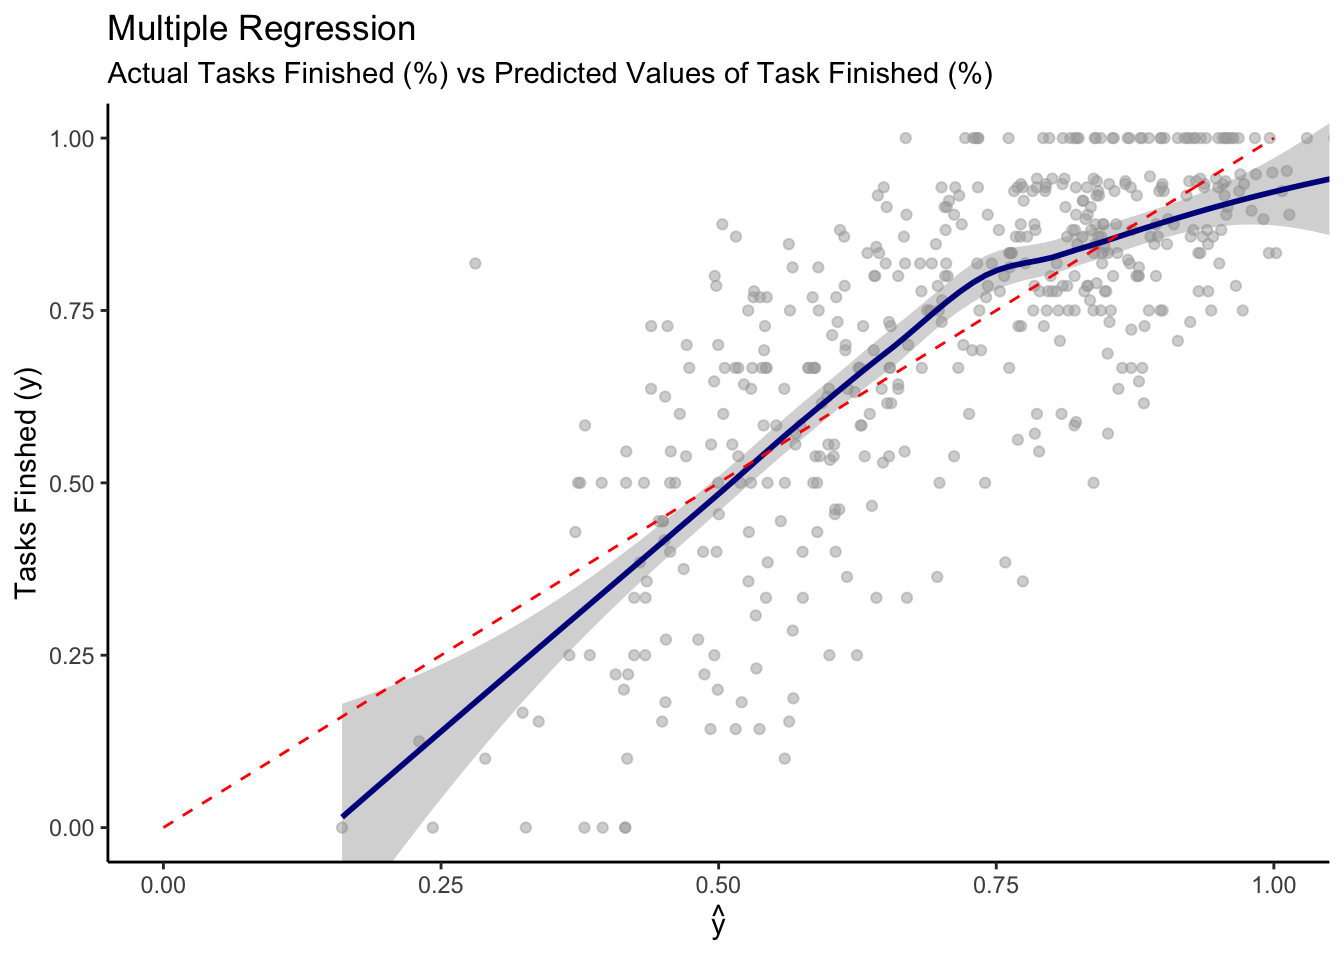 Multiple Regression
Actual Tasks Finished (%) vs Predicted Values of Task Finished (%)
Tasks Finshed (y)
1.00
0.75
0.50
0.25
0.00
0.00 0.25 0.50 0.75 1.00
ŷ